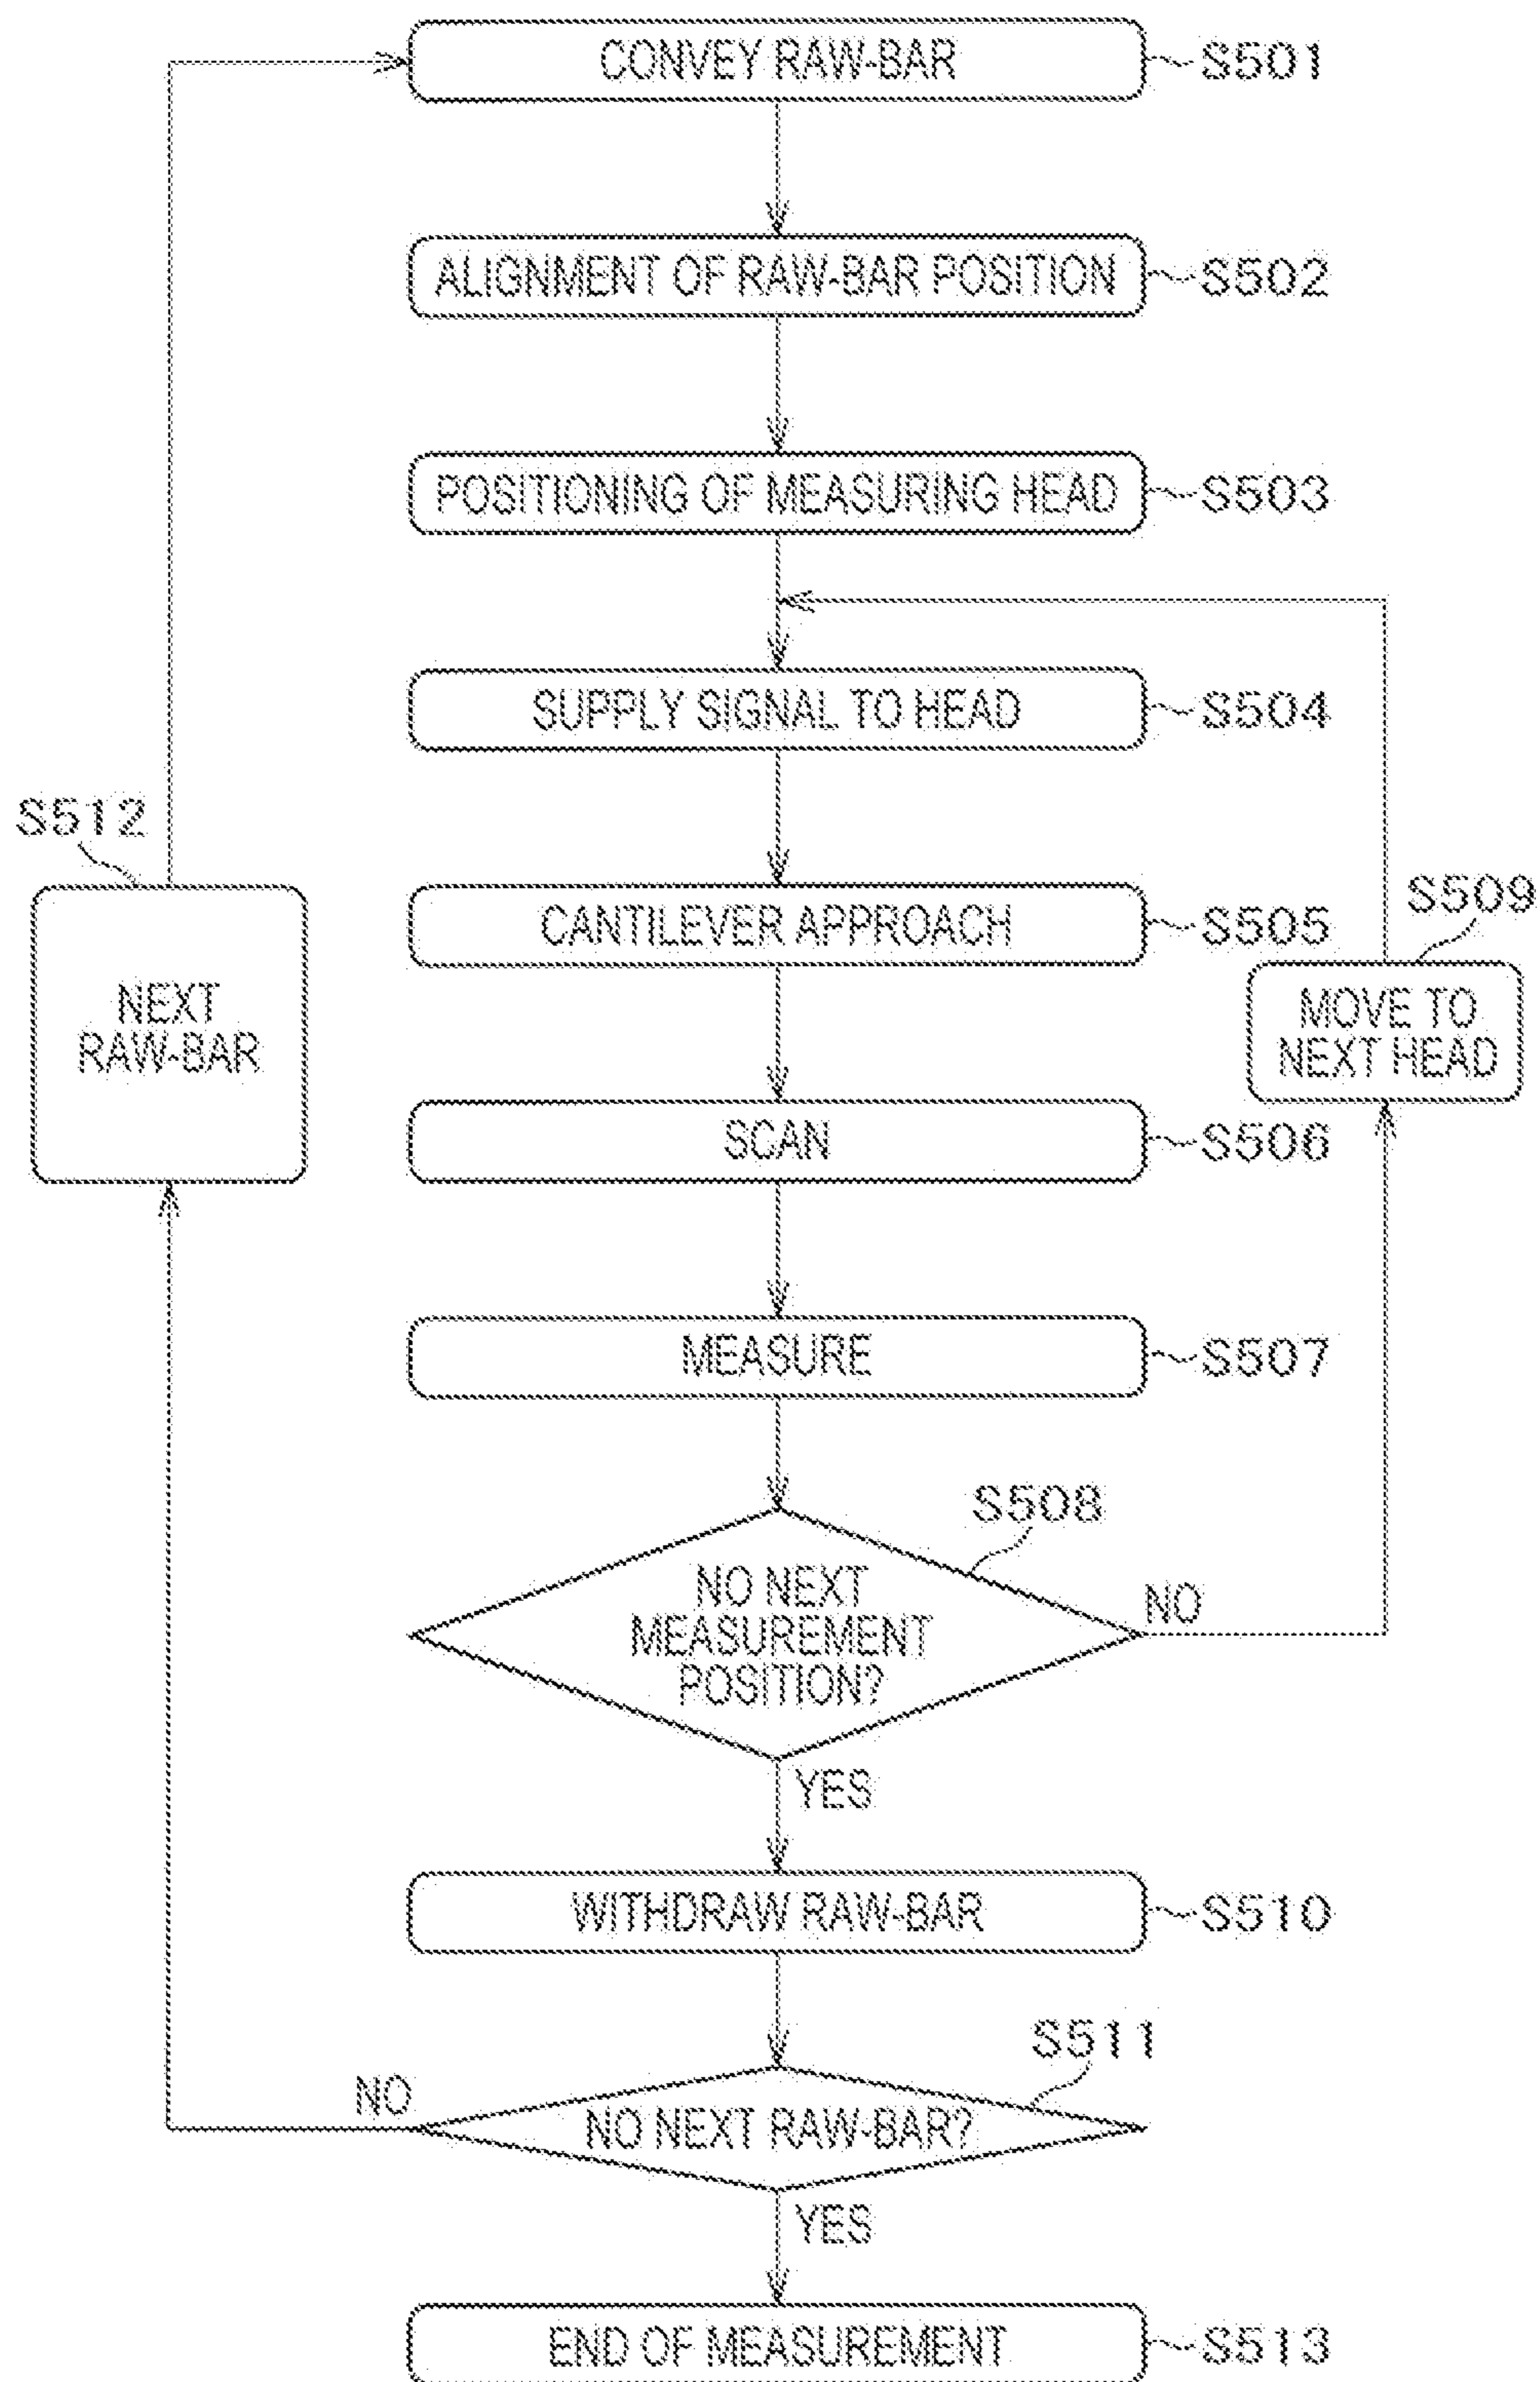 CONVEY RAW-BAR
S501
ALIGNMENT OF RAW-BAR POSITION
S502
POSITIONING OF MEASURING HEAD
S503
SUPPLY SIGNAL TO HEAD
S504
S512
CANTILEVER APPROACH
S505
S509
NEXT
RAW-BAR
MOVE TO
NEXT HEAD
SCAN
S506
MEASURE
S507
S508
NO NEXT
MEASUREMENT
POSITION?
NO
YES
WITHDRAW RAW-BAR
S510
S511
NO
NO NEXT RAW-BAR?
YES
END OF MEASUREMENT
S513